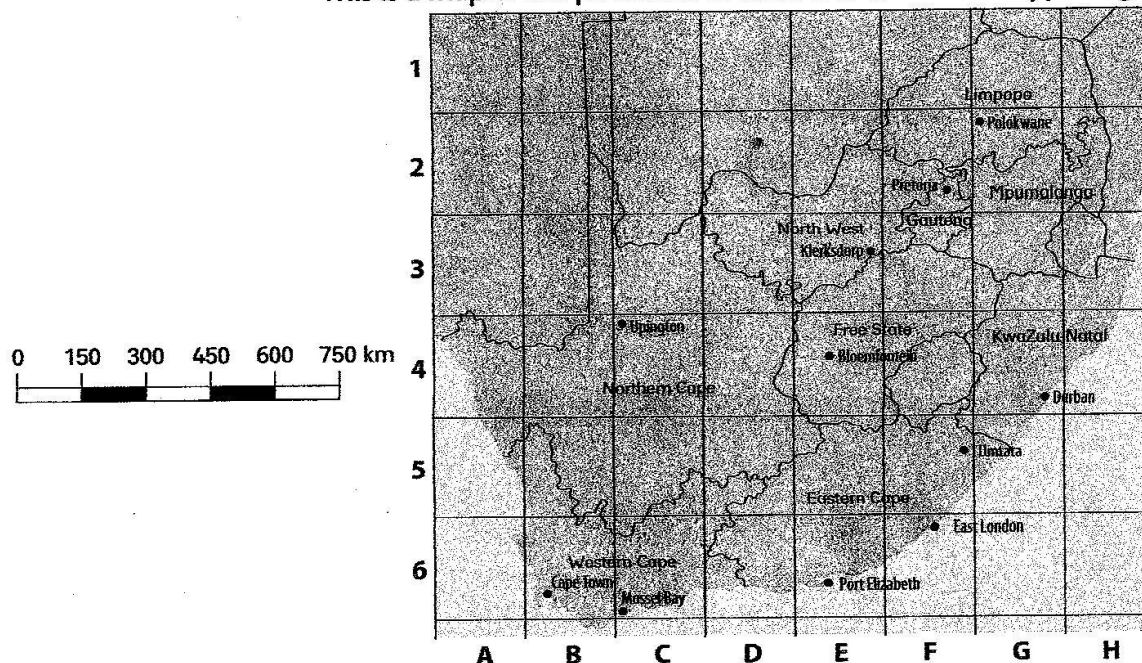 1
Limpopo
Polokwane
2
Pretoria
Mpumalanga
Gauteng
North West
Klerksdorp
3
Upington
Free State
KwaZulu Natal
0 150 300 450 600 750 km
Bloemfontein
4
Northern Cape
Durban
Umtata
5
Eastern Cape
East London
Western Cape
6
Cape Town
Port Elizabeth
Mossel Bay
A B C D E F G H